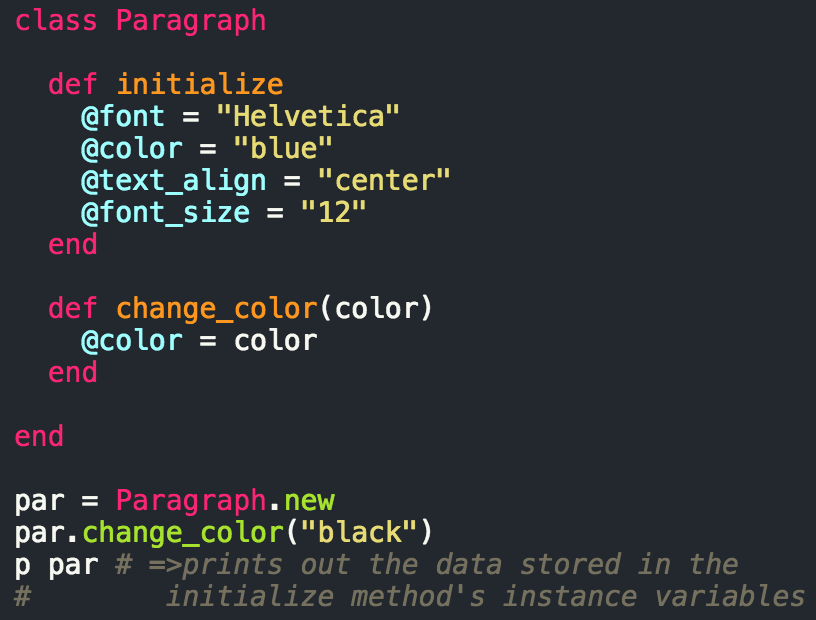 class Paragraph
def initialize
@font = "Helvetica"
@color = "blue"
@text_align = "center"
@font_size = "12"
end
def change_color(color)
@color = color
end
end
par = Paragraph.new
par.change_color("black")
p par # =>prints out the data stored in the
# initialize method's instance variables